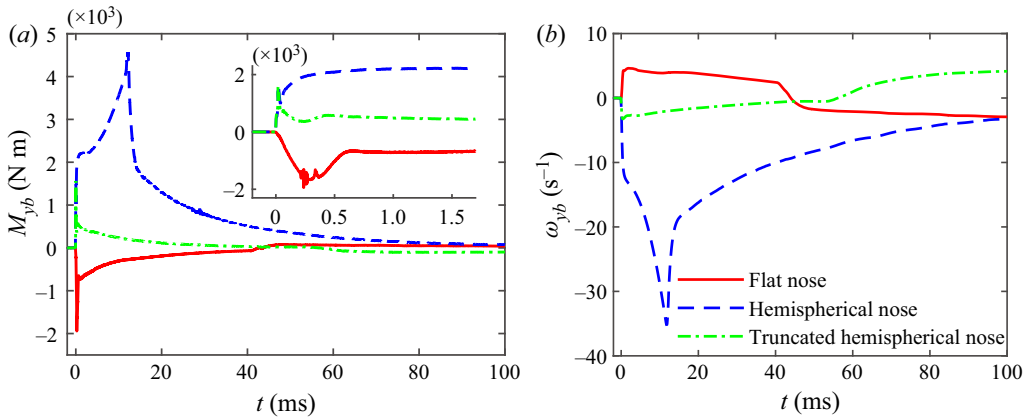 (a)
(×10³)
M_yb (N m)
5
4
3
2
1
0
−1
−2
0 20 40 60 80 100
t (ms)
(×10³)
2
0
−2
0 0.5 1.0 1.5
(b)
ω_yb (s⁻¹)
10
0
−10
−20
−30
−40
0 20 40 60 80 100
t (ms)
Flat nose
Hemispherical nose
Truncated hemispherical nose